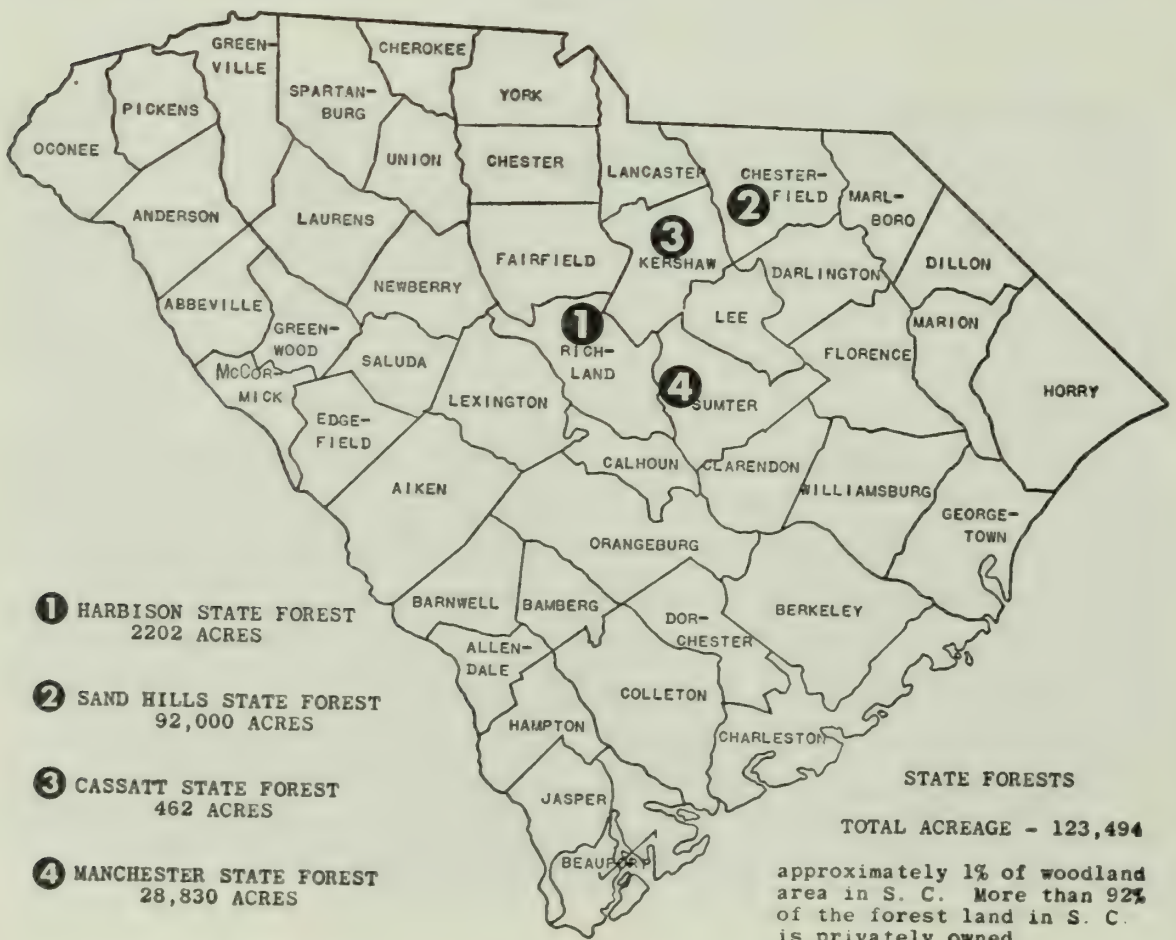 GREEN-
VILLE
CHEROKEE
SPARTAN-
BURG
YORK
PICKENS
OCONEE
UNION
CHESTER
LANCASTER
CHESTER-
FIELD
2
MARL-
BORO
ANDERSON
LAURENS
3
KERSHAW
FAIRFIELD
DARLINGTON
DILLON
NEWBERRY
ABBEVILLE
GREEN-
WOOD
LEE
MARION
1
RICH-
LAND
FLORENCE
SALUDA
McCOR-
MICK
4
SUMTER
HORRY
LEXINGTON
EDGE-
FIELD
CALHOUN
CLARENDON
AIKEN
WILLIAMSBURG
GEORGE-
TOWN
ORANGEBURG
BARNWELL
BAMBERG
BERKELEY
DOR-
CHESTER
ALLEN-
DALE
COLLETON
HAMPTON
CHARLESTON
JASPER
BEAUFORT
1 HARBISON STATE FOREST
2202 ACRES
2 SAND HILLS STATE FOREST
92,000 ACRES
3 CASSATT STATE FOREST
462 ACRES
4 MANCHESTER STATE FOREST
28,830 ACRES
STATE FORESTS
TOTAL ACREAGE - 123,494
approximately 1% of woodland
area in S. C. More than 92%
of the forest land in S. C.
is privately owned